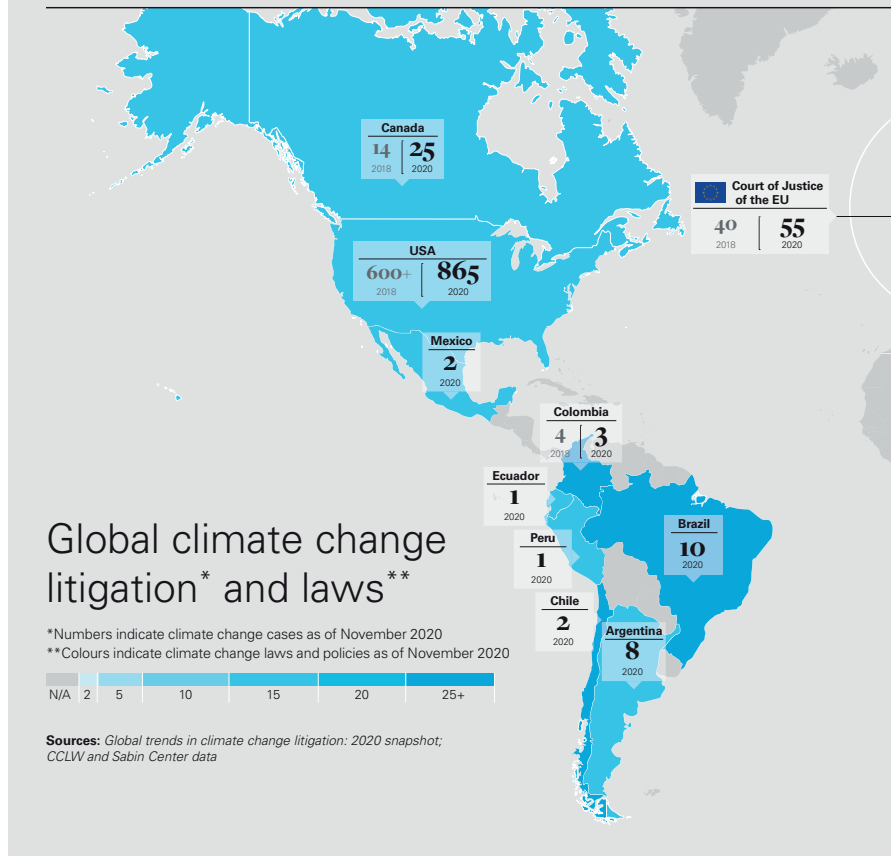 Canada
14 25
2018 2020
Court of Justice
of the EU
40 55
2018 2020
USA
600+ 865
2018 2020
Mexico
2
2020
Colombia
4 3
2018 2020
Ecuador
1
2020
Peru
1
2020
Brazil
10
2020
Chile
2
2020
Argentina
8
2020
Global climate change
litigation* and laws**
*Numbers indicate climate change cases as of November 2020
**Colours indicate climate change laws and policies as of November 2020
N/A 2 5 10 15 20 25+
Sources: Global trends in climate change litigation: 2020 snapshot;
CCLW and Sabin Center data